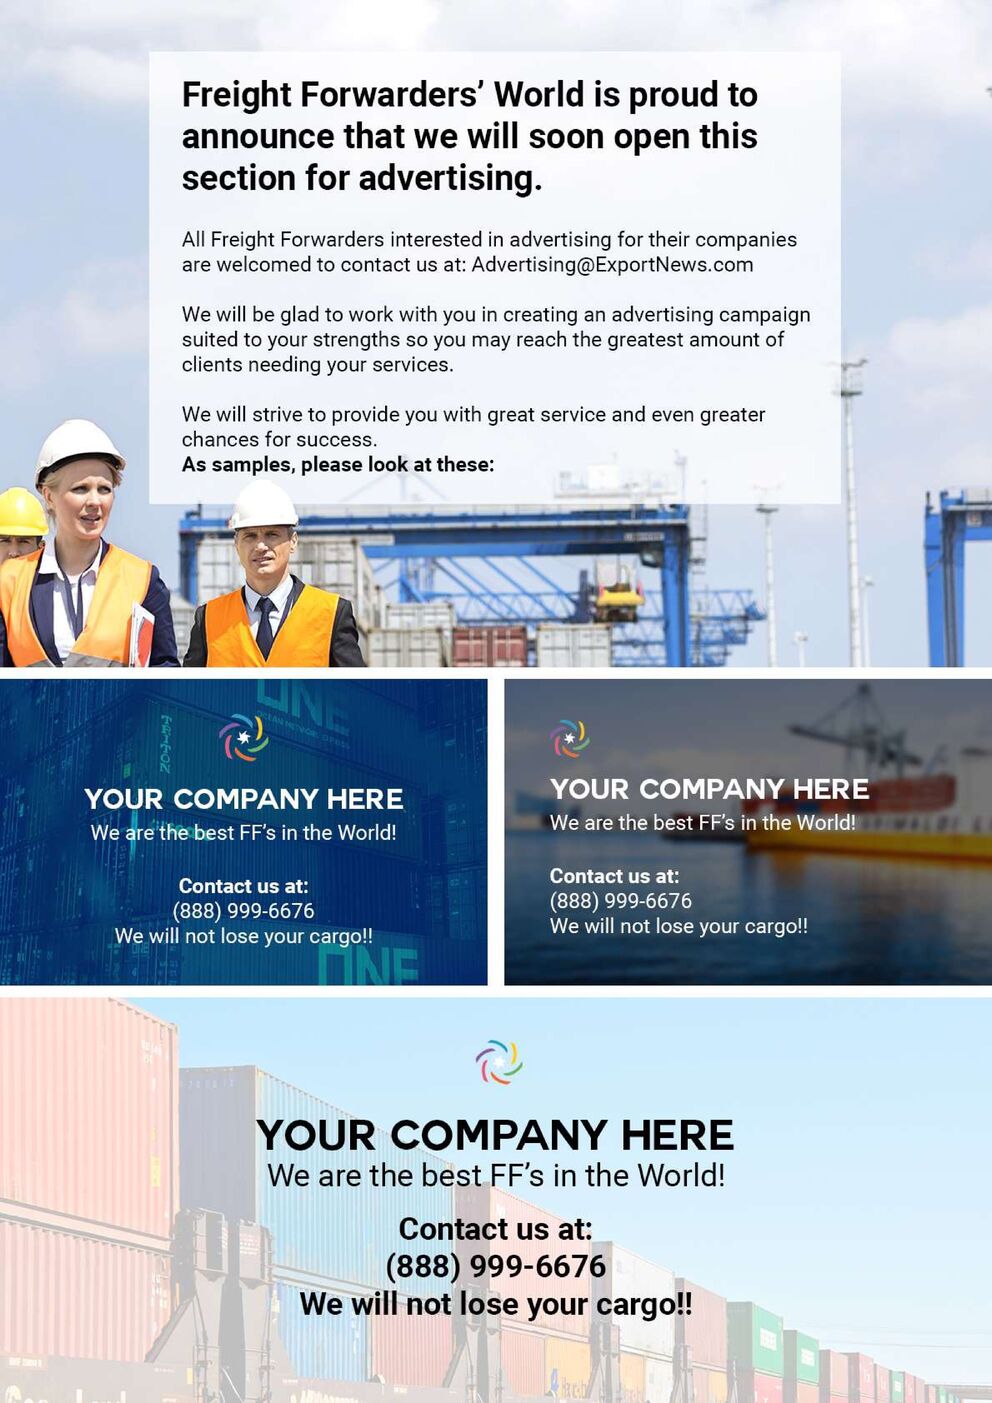 Freight Forwarders’ World is proud to
announce that we will soon open this
section for advertising.
All Freight Forwarders interested in advertising for their companies
are welcomed to contact us at: Advertising@ExportNews.com
We will be glad to work with you in creating an advertising campaign
suited to your strengths so you may reach the greatest amount of
clients needing your services.
We will strive to provide you with great service and even greater
chances for success.
As samples, please look at these:
ONE
OCEAN NETWORK EXPRESS
TRITON
YOUR COMPANY HERE
We are the best FF’s in the World!
Contact us at:
(888) 999-6676
We will not lose your cargo!!
ONE
YOUR COMPANY HERE
We are the best FF’s in the World!
Contact us at:
(888) 999-6676
We will not lose your cargo!!
YOUR COMPANY HERE
We are the best FF’s in the World!
Contact us at:
(888) 999-6676
We will not lose your cargo!!